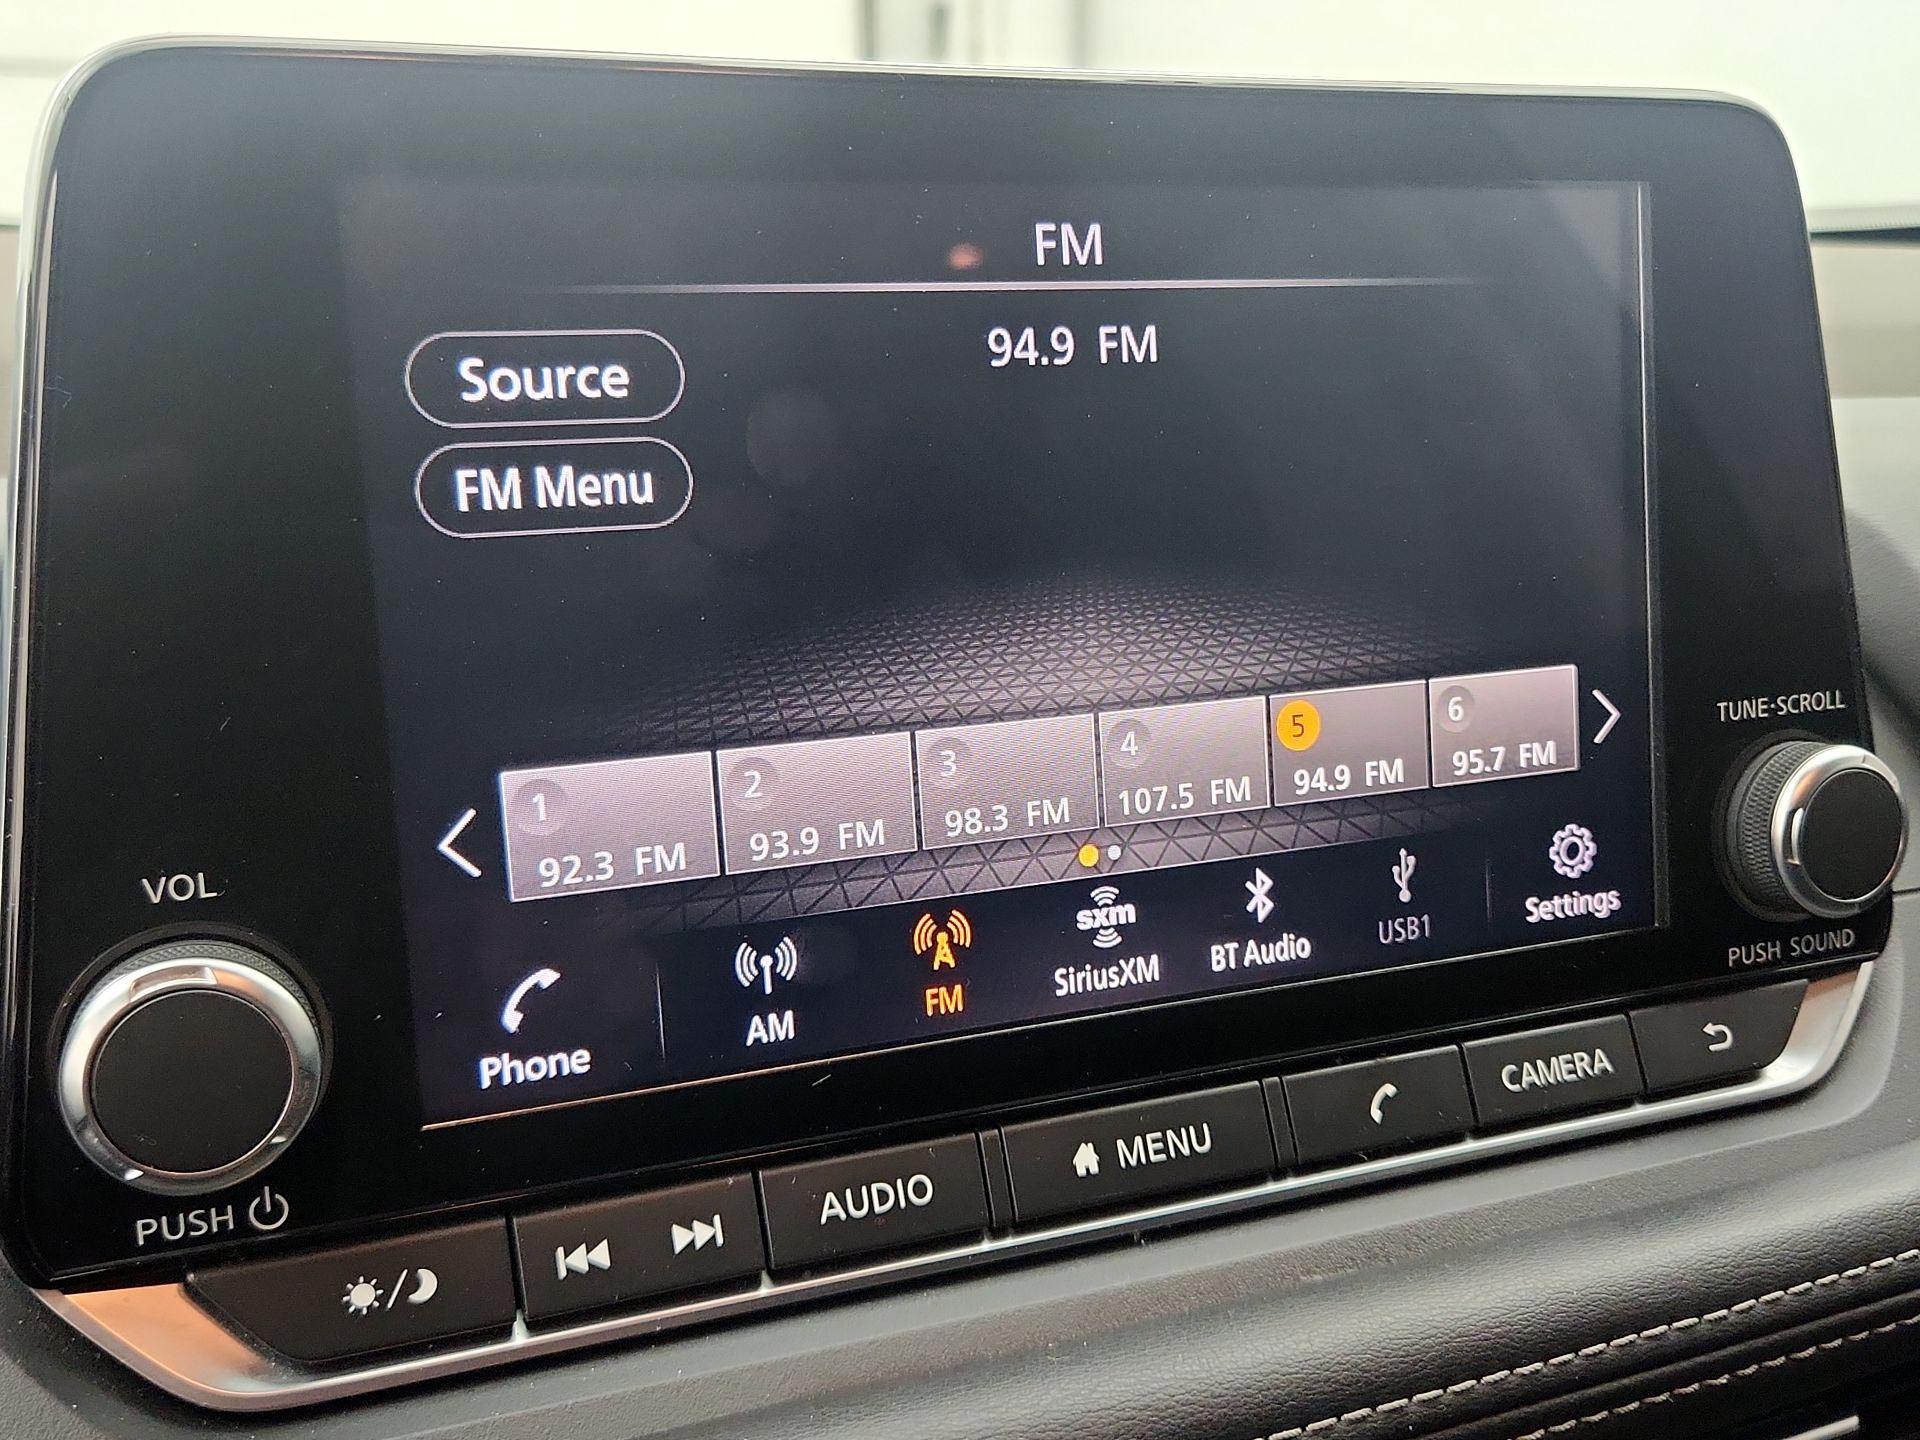 FM
94.9 FM
Source
FM Menu
1
92.3 FM
2
93.9 FM
3
98.3 FM
4
107.5 FM
5
94.9 FM
6
95.7 FM
Phone
AM
FM
sxm
SiriusXM
BT Audio
USB1
Settings
VOL
PUSH
TUNE·SCROLL
PUSH SOUND
AUDIO
MENU
CAMERA